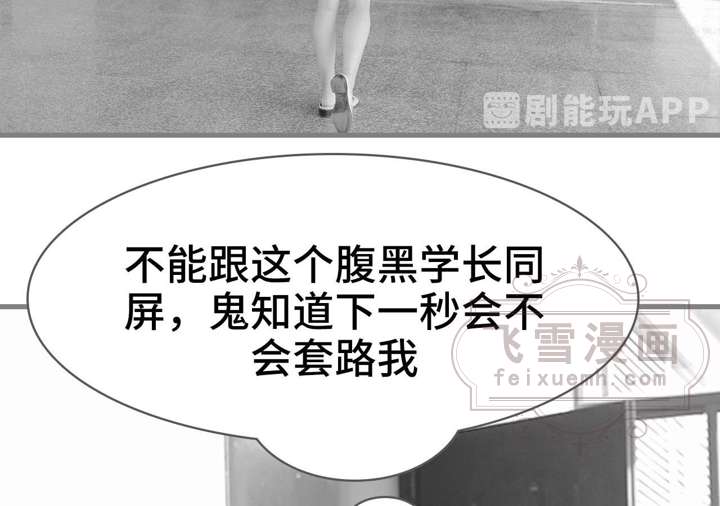 剧能玩APP
不能跟这个腹黑学长同
屏，鬼知道下一秒会不
会套路我
飞雪漫画
feixuemh.com